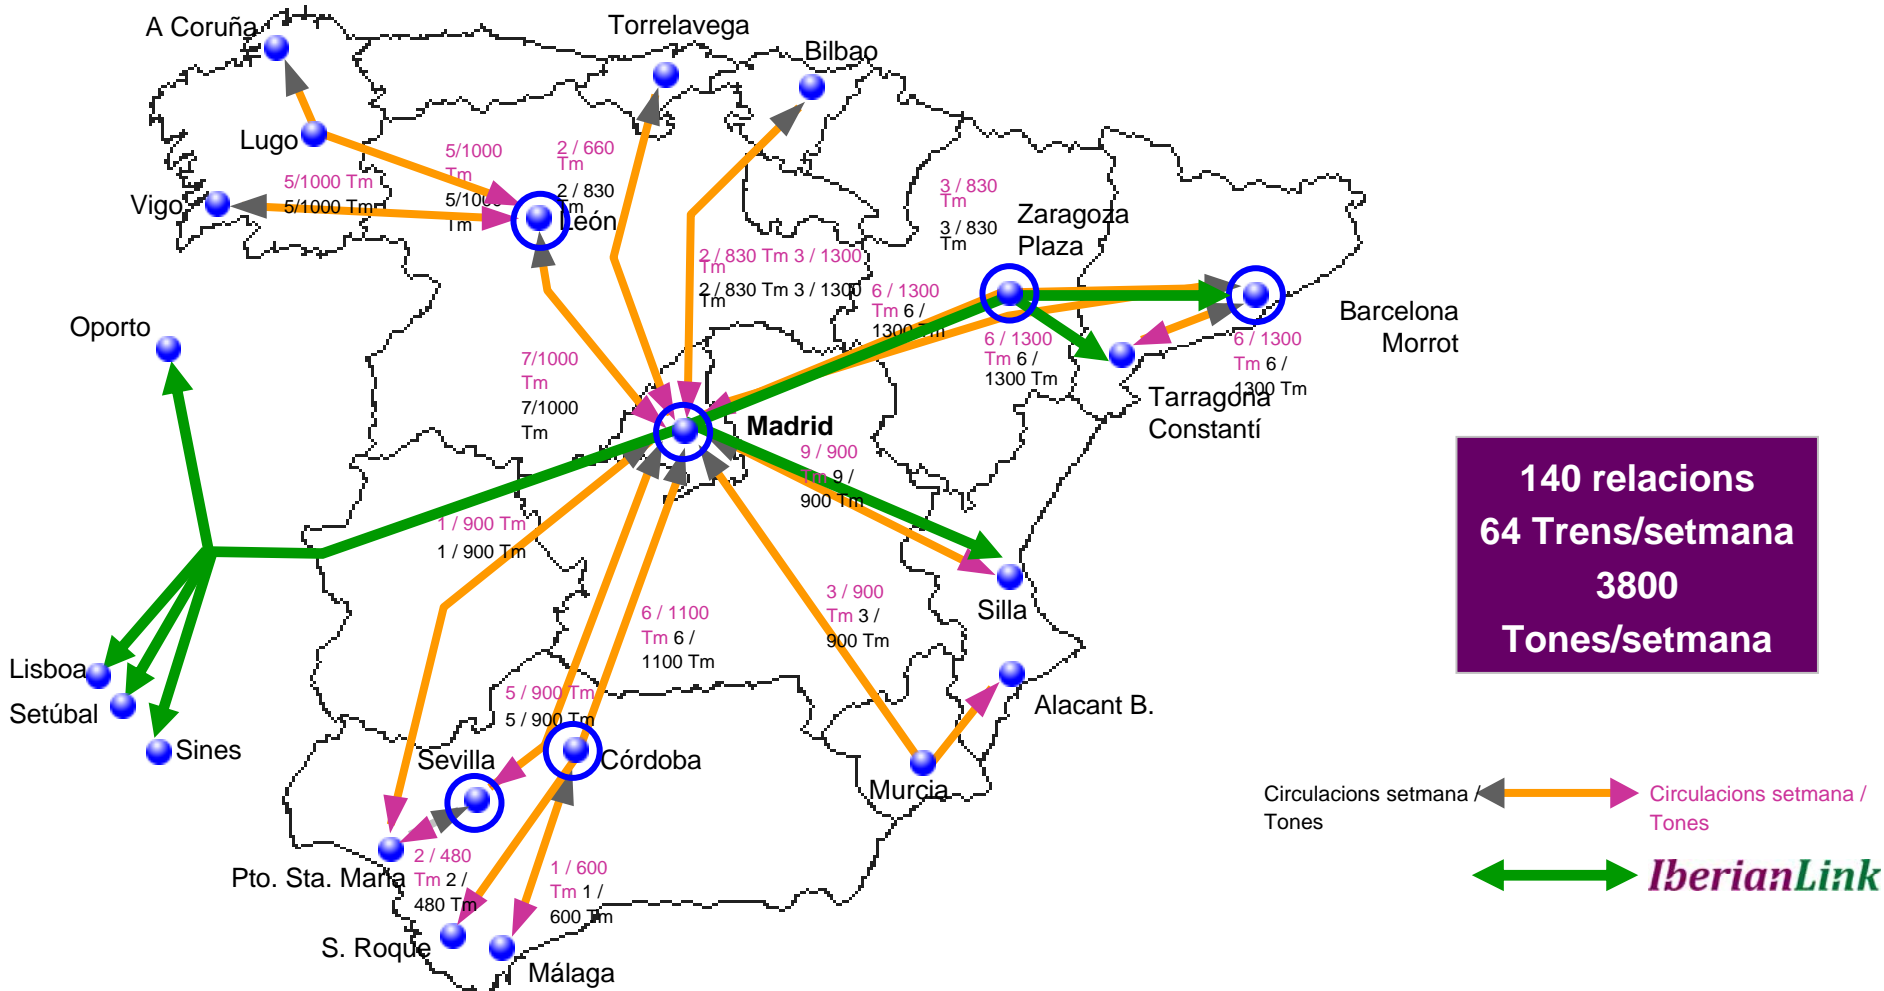 A Coruña
Torrelavega
Bilbao
Lugo
5/1000
Tm
5/1000
Tm
2 / 660
Tm
2 / 830
Tm
5/1000 Tm
5/1000 Tm
Vigo
León
3 / 830
Tm
3 / 830
Tm
Zaragoza
Plaza
2 / 830 Tm 3 / 1300
Tm
2 / 830 Tm 3 / 1300
Tm
6 / 1300
Tm 6 /
1300 Tm
Oporto
Barcelona
Morrot
6 / 1300
Tm 6 /
1300 Tm
6 / 1300
Tm 6 /
1300 Tm
7/1000
Tm
7/1000
Tm
Tarragona
Constantí
Madrid
9 / 900
Tm 9 /
900 Tm
140 relacions
64 Trens/setmana
3800
Tones/setmana
1 / 900 Tm
1 / 900 Tm
3 / 900
Tm 3 /
900 Tm
Silla
6 / 1100
Tm 6 /
1100 Tm
Lisboa
Setúbal
Sines
5 / 900 Tm
5 / 900 Tm
Alacant B.
Sevilla
Córdoba
Murcia
Circulacions setmana /
Tones
Circulacions setmana /
Tones
Pto. Sta. María
2 / 480
Tm 2 /
480 Tm
1 / 600
Tm 1 /
600 Tm
IberianLink
S. Roque
Málaga